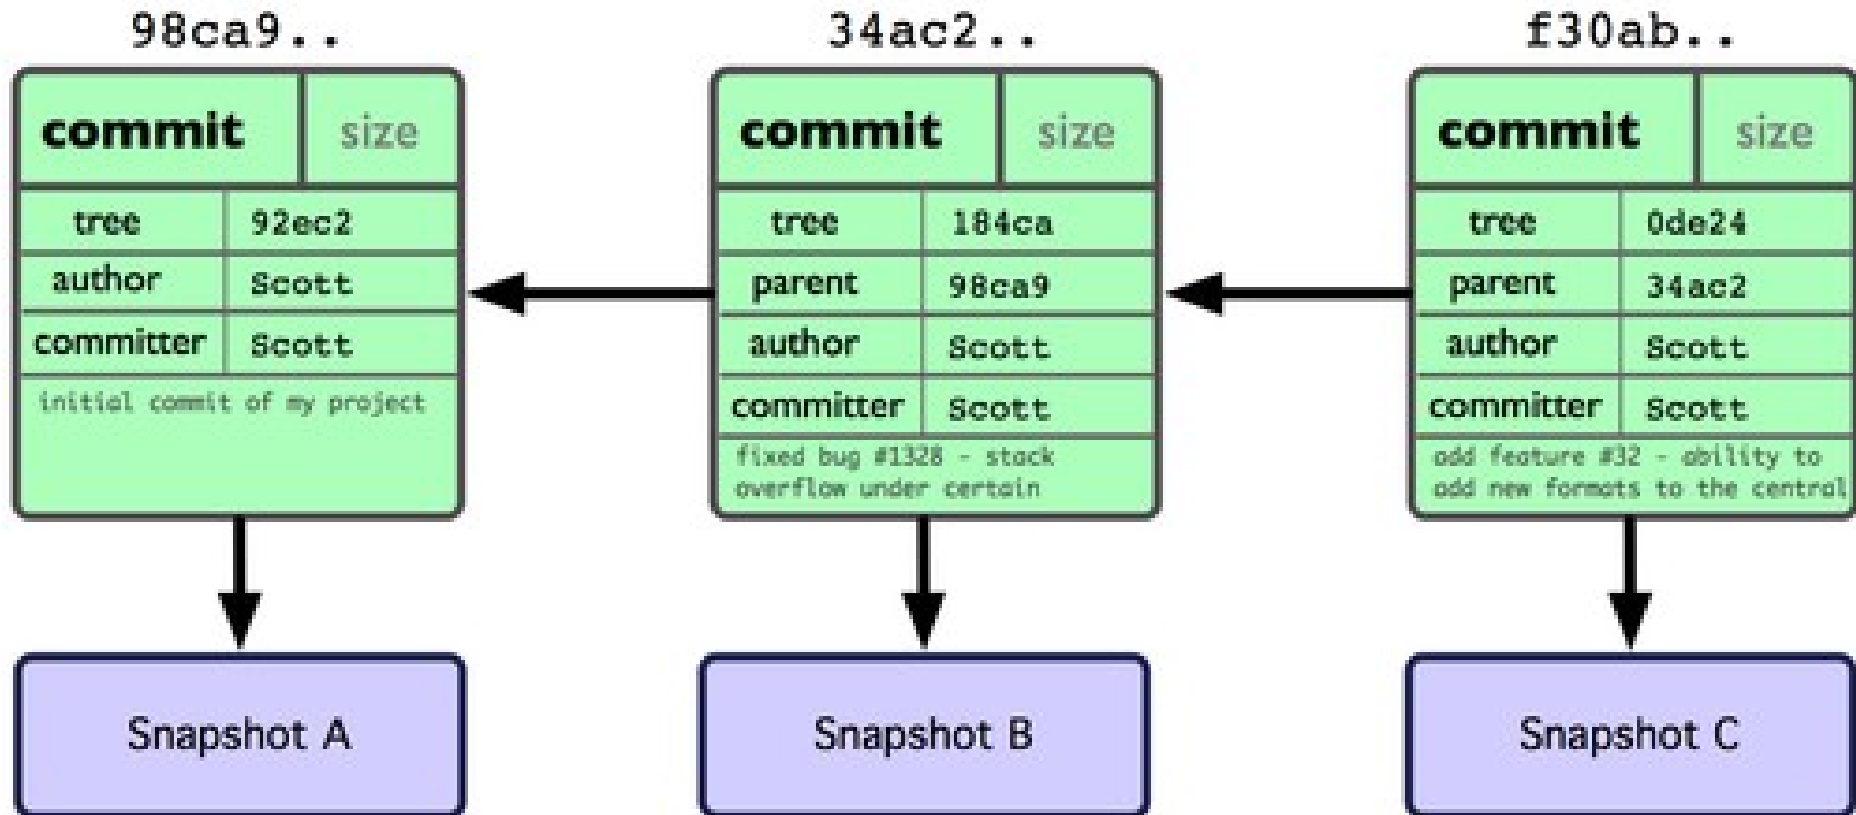 98ca9..
commit size
tree 92ec2
author Scott
committer Scott
initial commit of my project
34ac2..
commit size
tree 184ca
parent 98ca9
author Scott
committer Scott
fixed bug #1328 - stack
overflow under certain
f30ab..
commit size
tree 0de24
parent 34ac2
author Scott
committer Scott
add feature #32 - ability to
add new formats to the central
Snapshot A
Snapshot B
Snapshot C